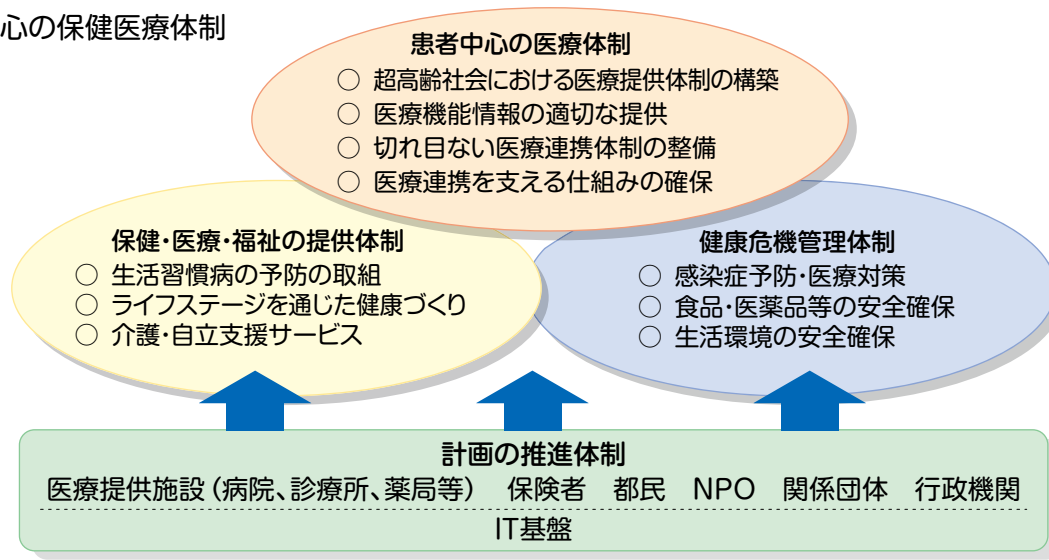 心の保健医療体制
患者中心の医療体制
○ 超高齢社会における医療提供体制の構築
○ 医療機能情報の適切な提供
○ 切れ目ない医療連携体制の整備
○ 医療連携を支える仕組みの確保
保健・医療・福祉の提供体制
○ 生活習慣病の予防の取組
○ ライフステージを通じた健康づくり
○ 介護・自立支援サービス
健康危機管理体制
○ 感染症予防・医療対策
○ 食品・医薬品等の安全確保
○ 生活環境の安全確保
計画の推進体制
医療提供施設（病院、診療所、薬局等） 保険者 都民 NPO 関係団体 行政機関
IT基盤